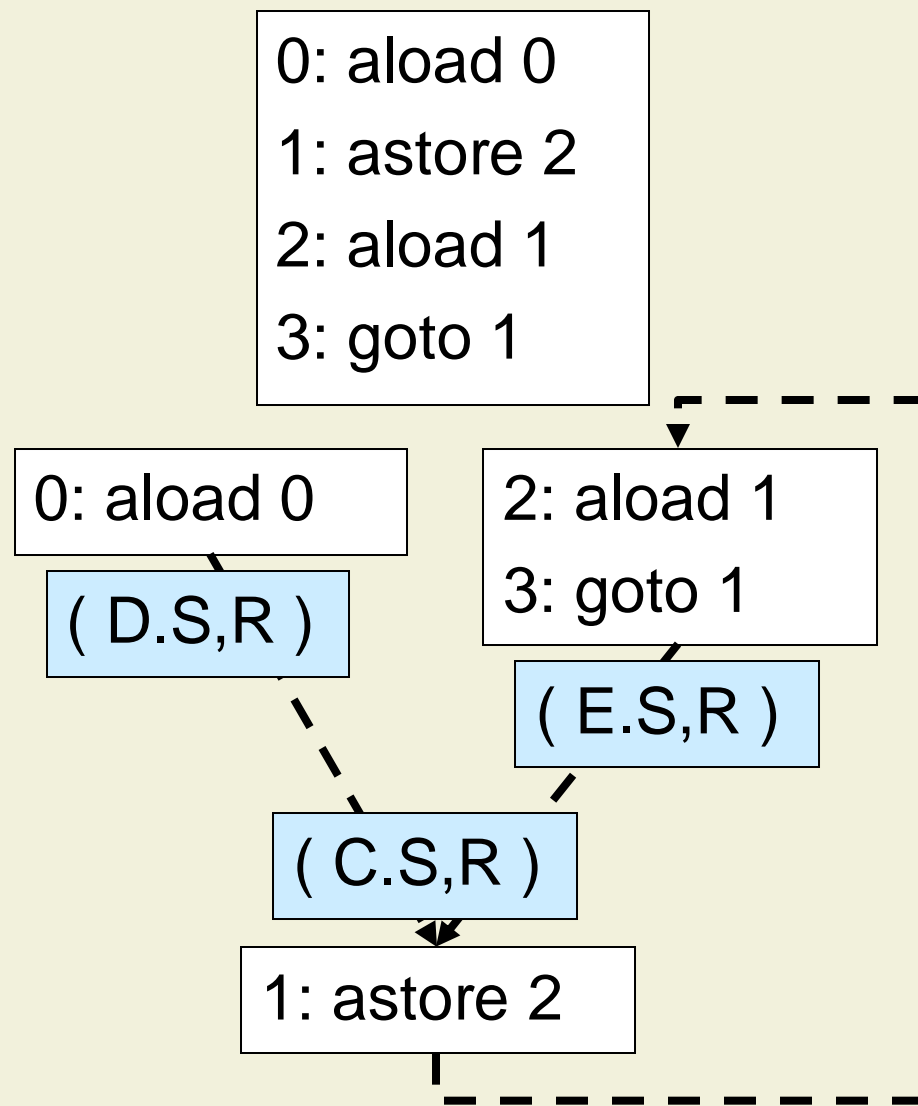 0: aload 0
1: astore 2
2: aload 1
3: goto 1
0: aload 0
2: aload 1
3: goto 1
( D.S,R )
( E.S,R )
( C.S,R )
1: astore 2